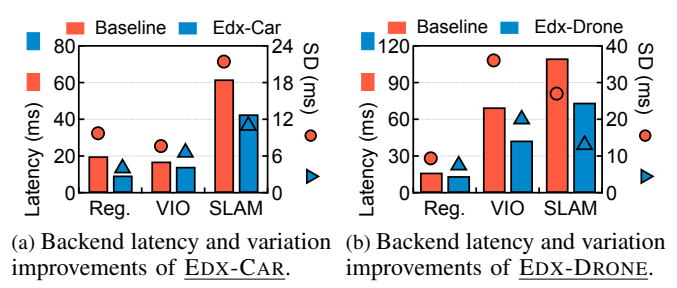 Baseline Edx-Car
Latency (ms)
80
60
40
20
0
24
18
12
6
0
SD (ms)
Reg. VIO SLAM
(a) Backend latency and variation
improvements of EDX-CAR.
Baseline Edx-Drone
Latency (ms)
120
90
60
30
0
40
30
20
10
0
SD (ms)
Reg. VIO SLAM
(b) Backend latency and variation
improvements of EDX-DRONE.